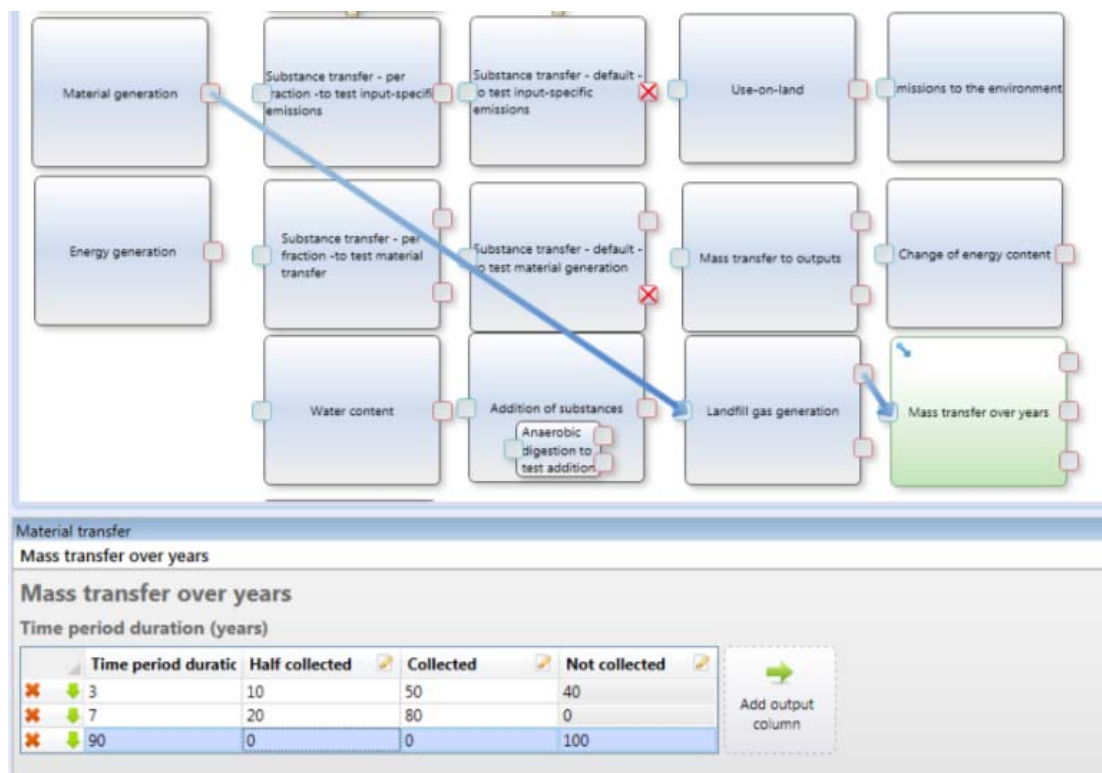 Material generation
Substance transfer - per
fraction -to test input-specifi
emissions
Substance transfer - default -
o test input-specific
emissions
Use-on-land
missions to the environment
Energy generation
Substance transfer - per
fraction -to test material
transfer
Substance transfer - default -
o test material generation
Mass transfer to outputs
Change of energy content
Water content
Addition of substances
Anaerobic
digestion to
test addition
Landfill gas generation
Mass transfer over years
Material transfer
Mass transfer over years
Mass transfer over years
Time period duration (years)
Time period duratic Half collected Collected Not collected
3 10 50 40
7 20 80 0
90 0 0 100
Add output
column